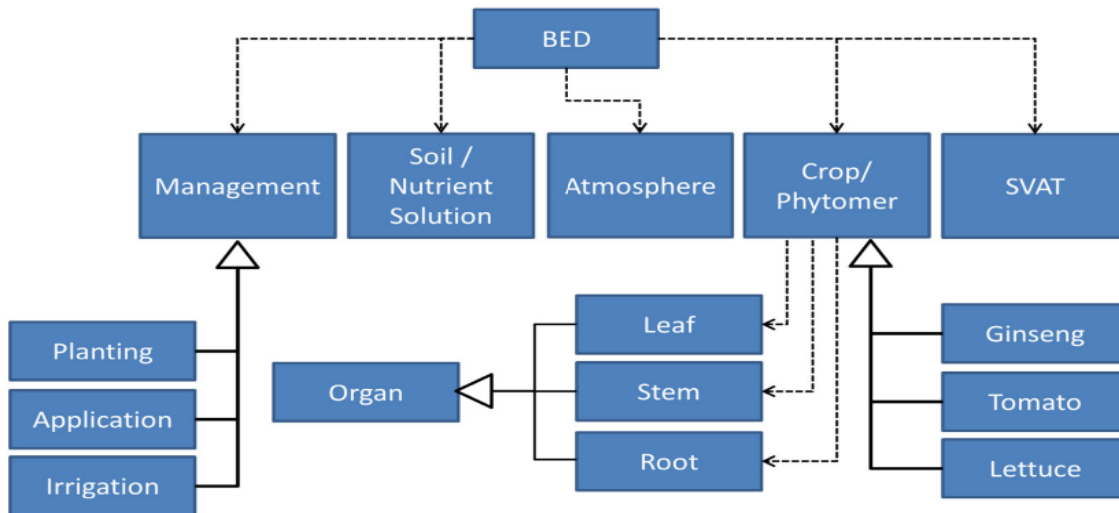 BED
Management
Soil /
Nutrient
Solution
Atmosphere
Crop/
Phytomer
SVAT
Planting
Application
Irrigation
Organ
Leaf
Stem
Root
Ginseng
Tomato
Lettuce